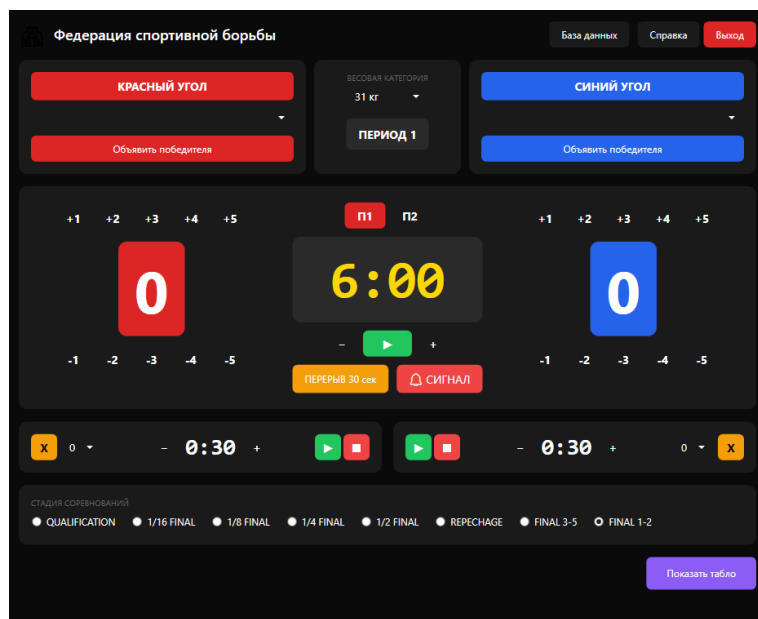 Федерация спортивной борьбы
База данных Справка Выход
КРАСНЫЙ УГОЛ
Объявить победителя
ВЕСОВАЯ КАТЕГОРИЯ
31 кг
ПЕРИОД 1
СИНИЙ УГОЛ
Объявить победителя
+1 +2 +3 +4 +5
0
-1 -2 -3 -4 -5
П1 П2
6:00
– +
ПЕРЕРЫВ 30 сек СИГНАЛ
+1 +2 +3 +4 +5
0
-1 -2 -3 -4 -5
X 0 – 0:30 +
– 0:30 + 0 X
СТАДИЯ СОРЕВНОВАНИЙ
QUALIFICATION 1/16 FINAL 1/8 FINAL 1/4 FINAL 1/2 FINAL REPECHAGE FINAL 3-5 FINAL 1-2
Показать табло